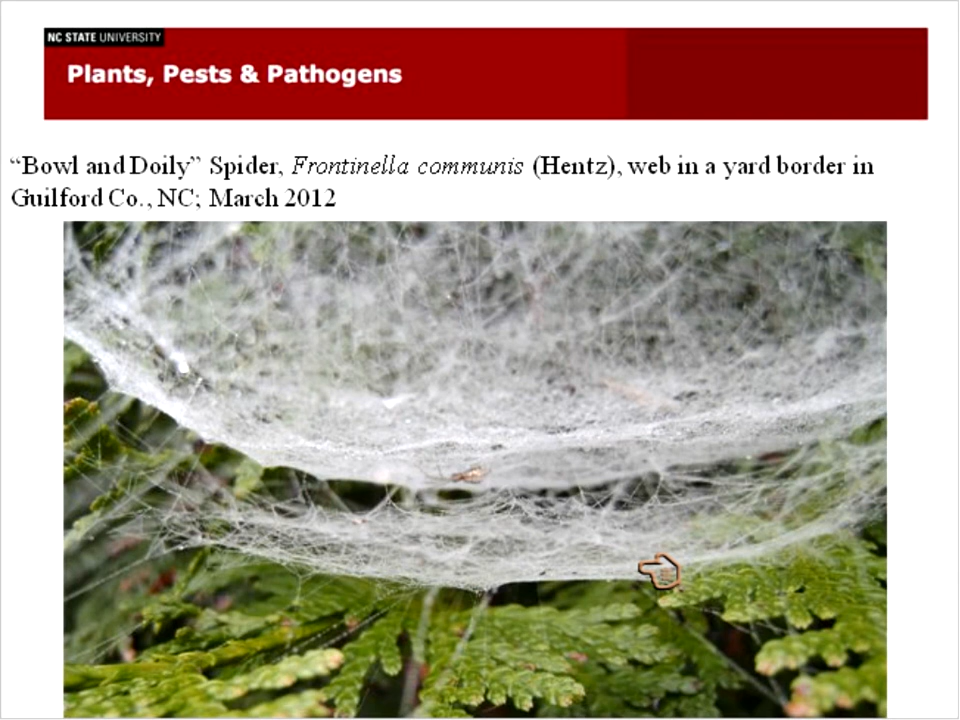 NC STATE UNIVERSITY
Plants, Pests & Pathogens
“Bowl and Doily” Spider, Frontinella communis (Hentz), web in a yard border in
Guilford Co., NC; March 2012